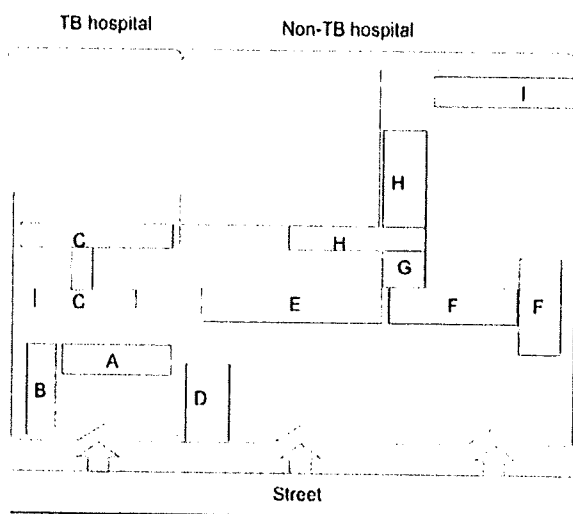 TB hospital Non-TB hospital
I
H
C H
G
C E F F
A
B D
Street